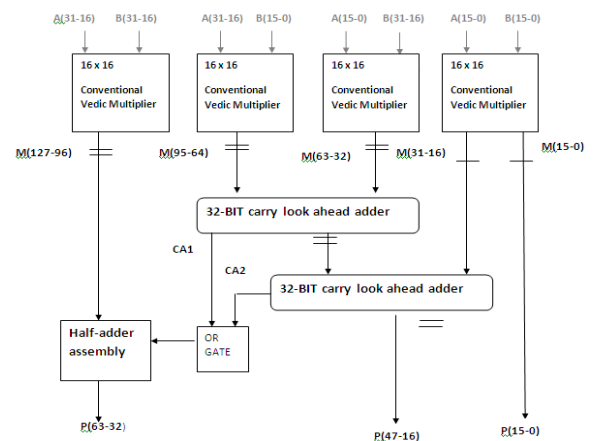 A(31-16) B(31-16) A(31-16) B(15-0) A(15-0) B(31-16) A(15-0) B(15-0)
16 x 16 16 x 16 16 x 16 16 x 16
Conventional Conventional Conventional Conventional
Vedic Multiplier Vedic Multiplier Vedic Multiplier Vedic Multiplier
M(127-96) M(95-64) M(63-32) M(31-16) M(15-0)
32-BIT carry look ahead adder
CA1
CA2
32-BIT carry look ahead adder
Half-adder
assembly
OR
GATE
P(63-32)
P(47-16)
P(15-0)